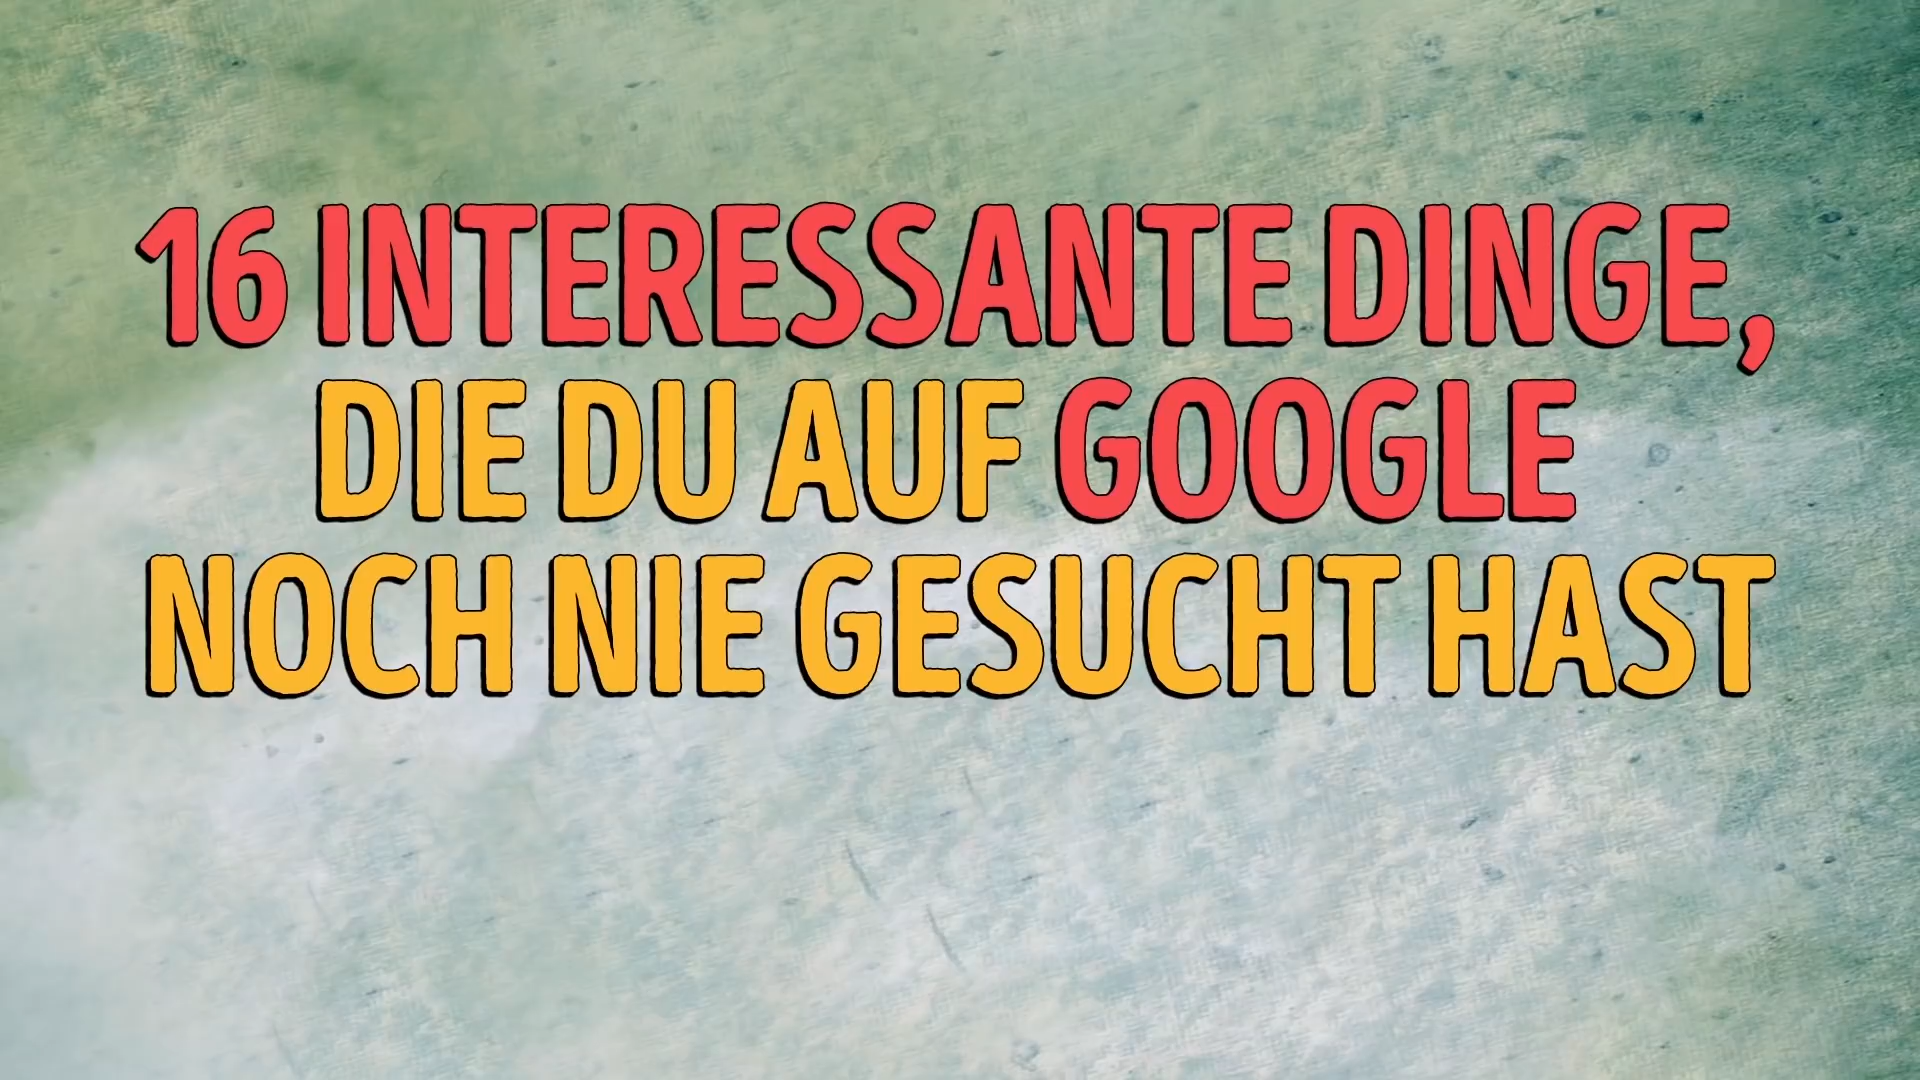 16 INTERESSANTE DINGE,
DIE DU AUF GOOGLE
NOCH NIE GESUCHT HAST